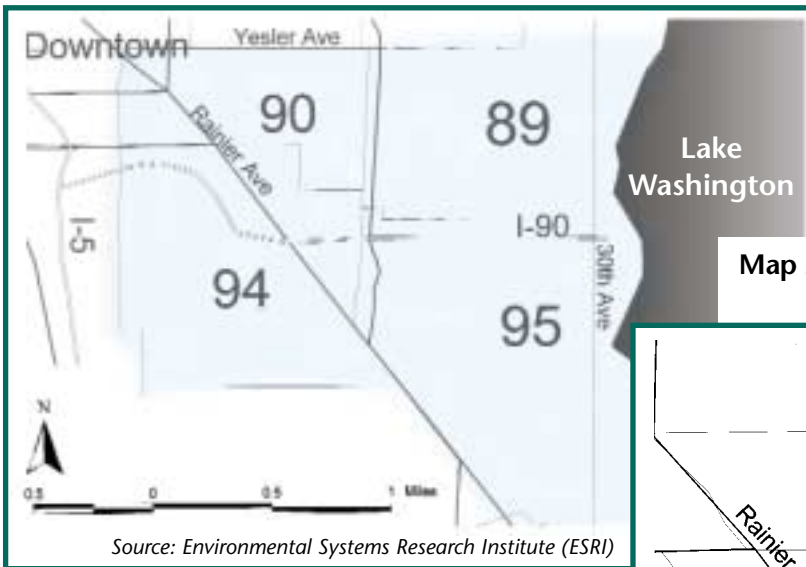 Downtown
Yesler Ave
90
89
Rainier Ave
Lake
Washington
I-5
I-90
30th Ave
94
95
Map
N
0.5 0 0.5 1 Miles
Source: Environmental Systems Research Institute (ESRI)
Rainier